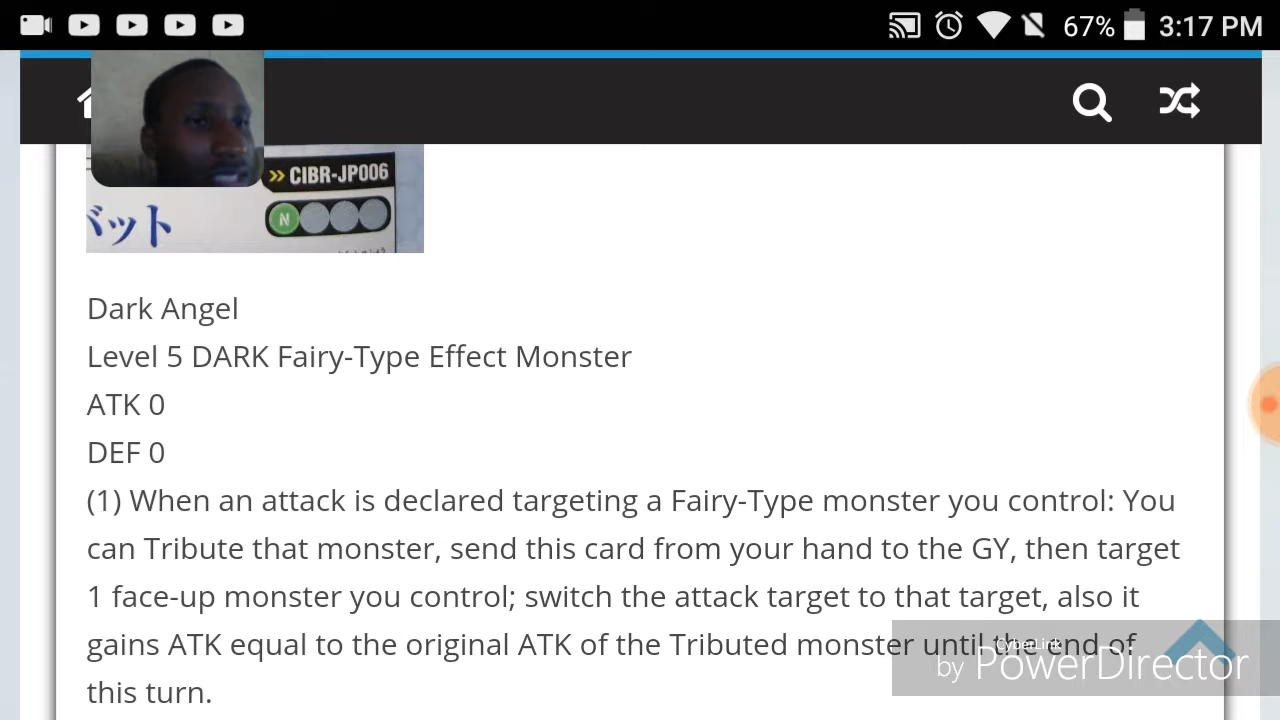 67% 3:17 PM
>> CIBR-JP006
バット
N
Dark Angel
Level 5 DARK Fairy-Type Effect Monster
ATK 0
DEF 0
(1) When an attack is declared targeting a Fairy-Type monster you control: You
can Tribute that monster, send this card from your hand to the GY, then target
1 face-up monster you control; switch the attack target to that target, also it
gains ATK equal to the original ATK of the Tributed monster until the end of
this turn.
CyberLink
by PowerDirector